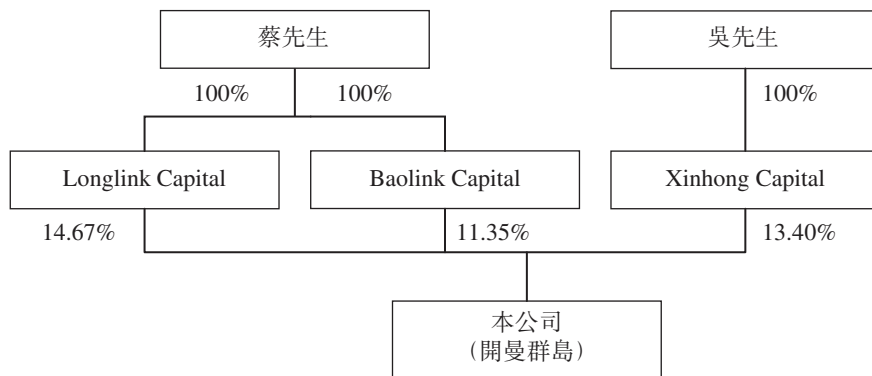 蔡先生
吳先生
100%
100%
100%
Longlink Capital
Baolink Capital
Xinhong Capital
14.67%
11.35%
13.40%
本公司
（開曼群島）